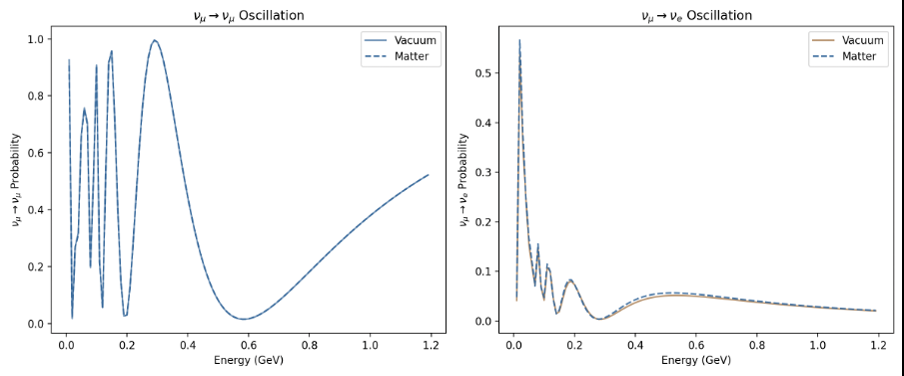 νμ → νμ Oscillation
νμ → νμ Probability
1.0
0.8
0.6
0.4
0.2
0.0
Vacuum
Matter
0.0 0.2 0.4 0.6 0.8 1.0 1.2
Energy (GeV)
νμ → νe Oscillation
νμ → νe Probability
0.5
0.4
0.3
0.2
0.1
0.0
Vacuum
Matter
0.0 0.2 0.4 0.6 0.8 1.0 1.2
Energy (GeV)